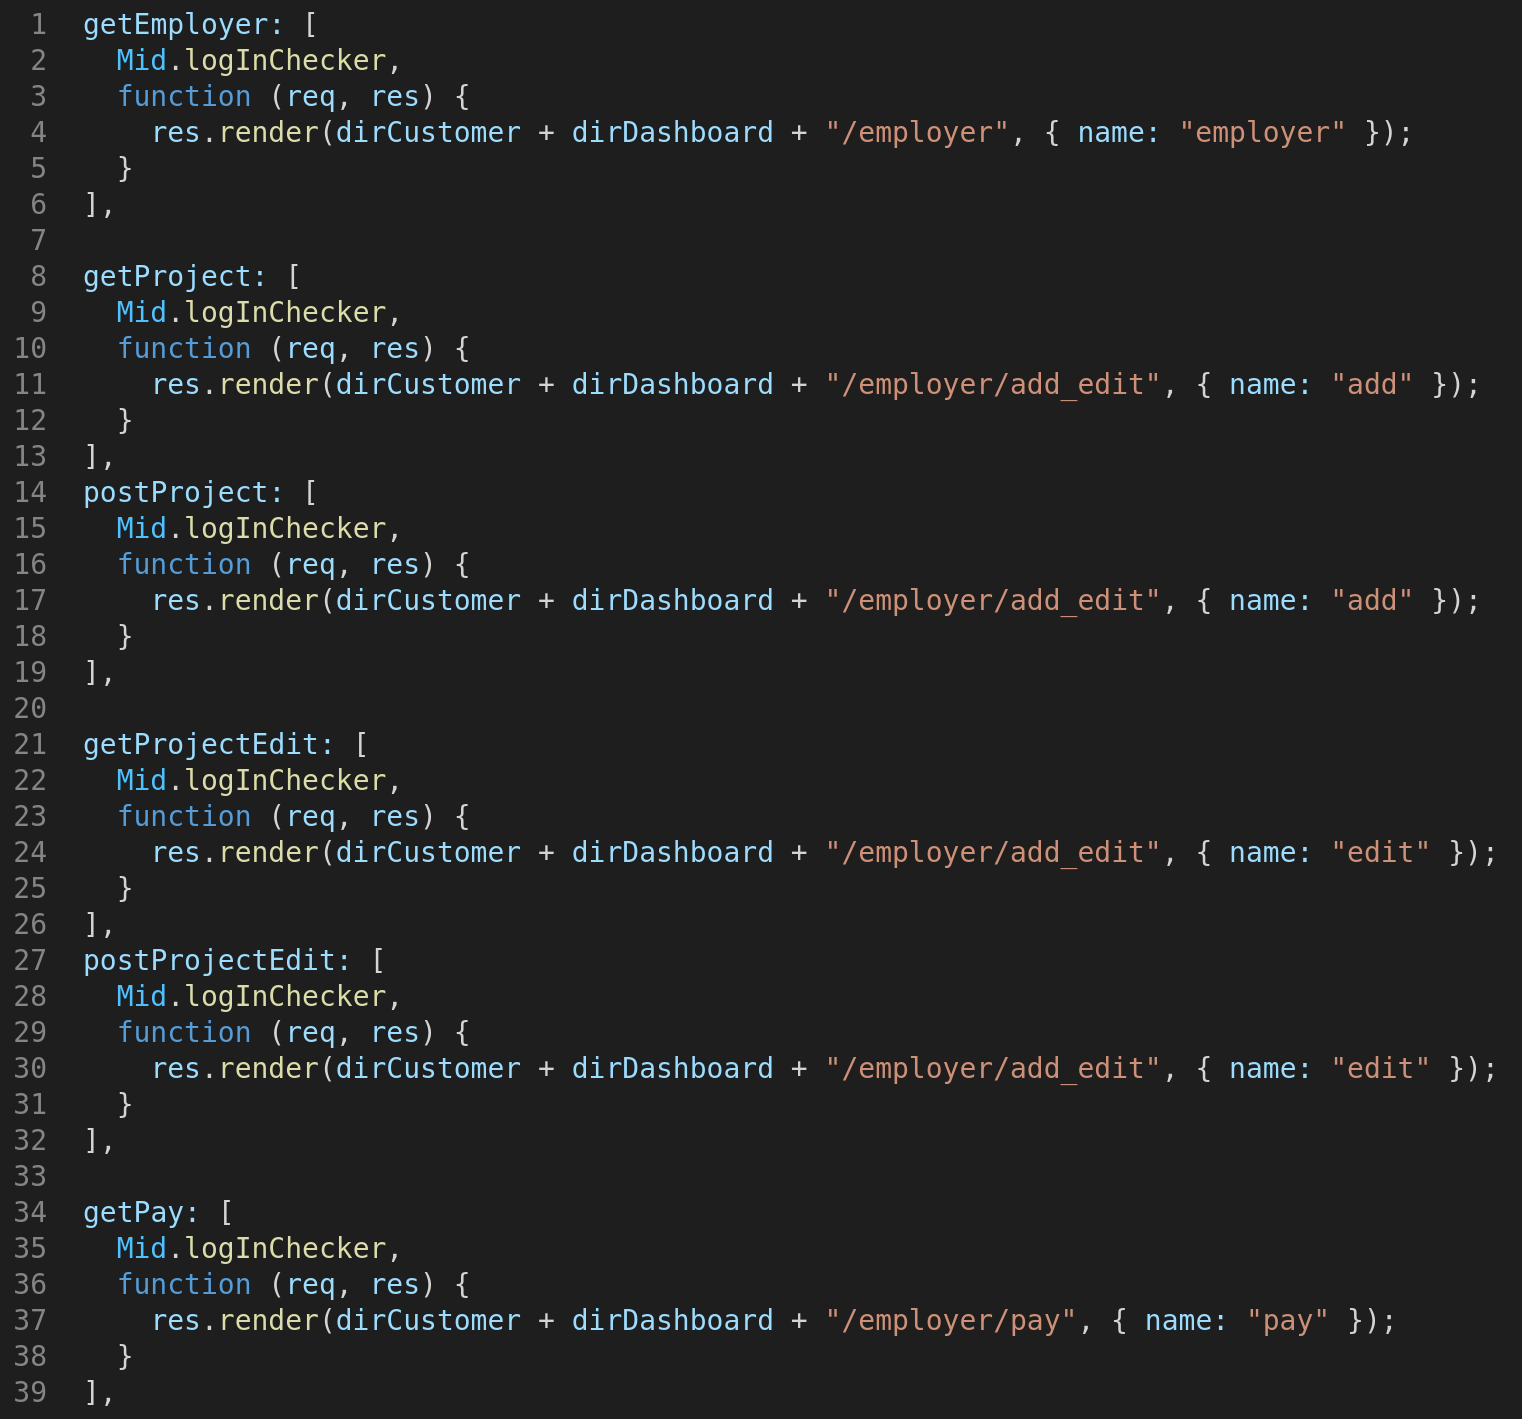 1 getEmployer: [
2   Mid.logInChecker,
3   function (req, res) {
4     res.render(dirCustomer + dirDashboard + "/employer", { name: "employer" });
5   }
6 ],
7
8 getProject: [
9   Mid.logInChecker,
10   function (req, res) {
11     res.render(dirCustomer + dirDashboard + "/employer/add_edit", { name: "add" });
12   }
13 ],
14 postProject: [
15   Mid.logInChecker,
16   function (req, res) {
17     res.render(dirCustomer + dirDashboard + "/employer/add_edit", { name: "add" });
18   }
19 ],
20
21 getProjectEdit: [
22   Mid.logInChecker,
23   function (req, res) {
24     res.render(dirCustomer + dirDashboard + "/employer/add_edit", { name: "edit" });
25   }
26 ],
27 postProjectEdit: [
28   Mid.logInChecker,
29   function (req, res) {
30     res.render(dirCustomer + dirDashboard + "/employer/add_edit", { name: "edit" });
31   }
32 ],
33
34 getPay: [
35   Mid.logInChecker,
36   function (req, res) {
37     res.render(dirCustomer + dirDashboard + "/employer/pay", { name: "pay" });
38   }
39 ],